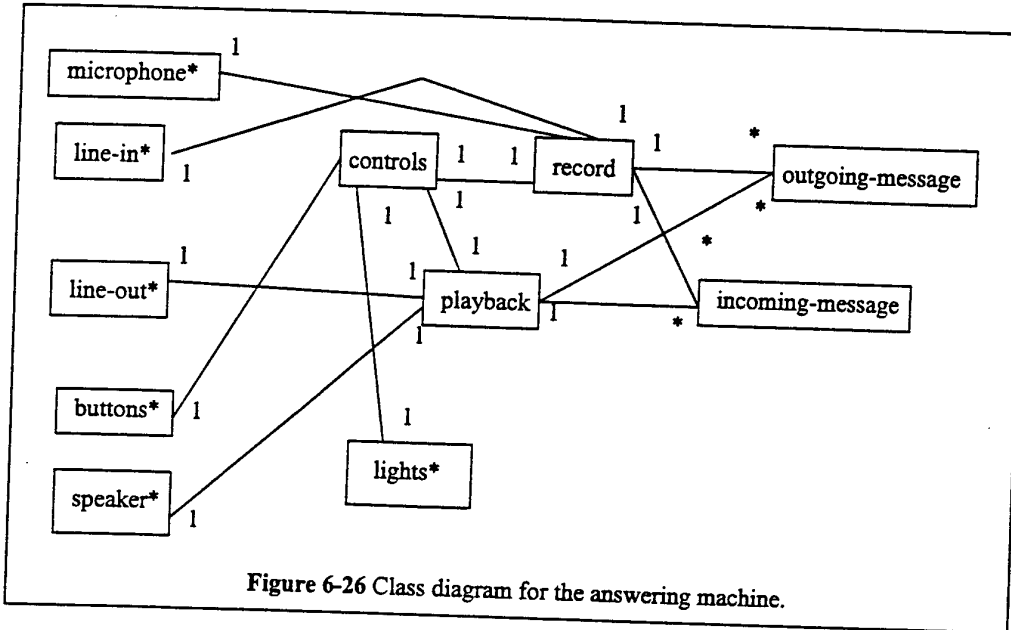 1
microphone*
1
line-in*
1
controls
1
1
1
record
1
*
outgoing-message
1
1
*
1
1
*
1
line-out*
1
playback
1
1
incoming-message
1
*
buttons*
1
1
lights*
speaker*
1
Figure 6-26 Class diagram for the answering machine.